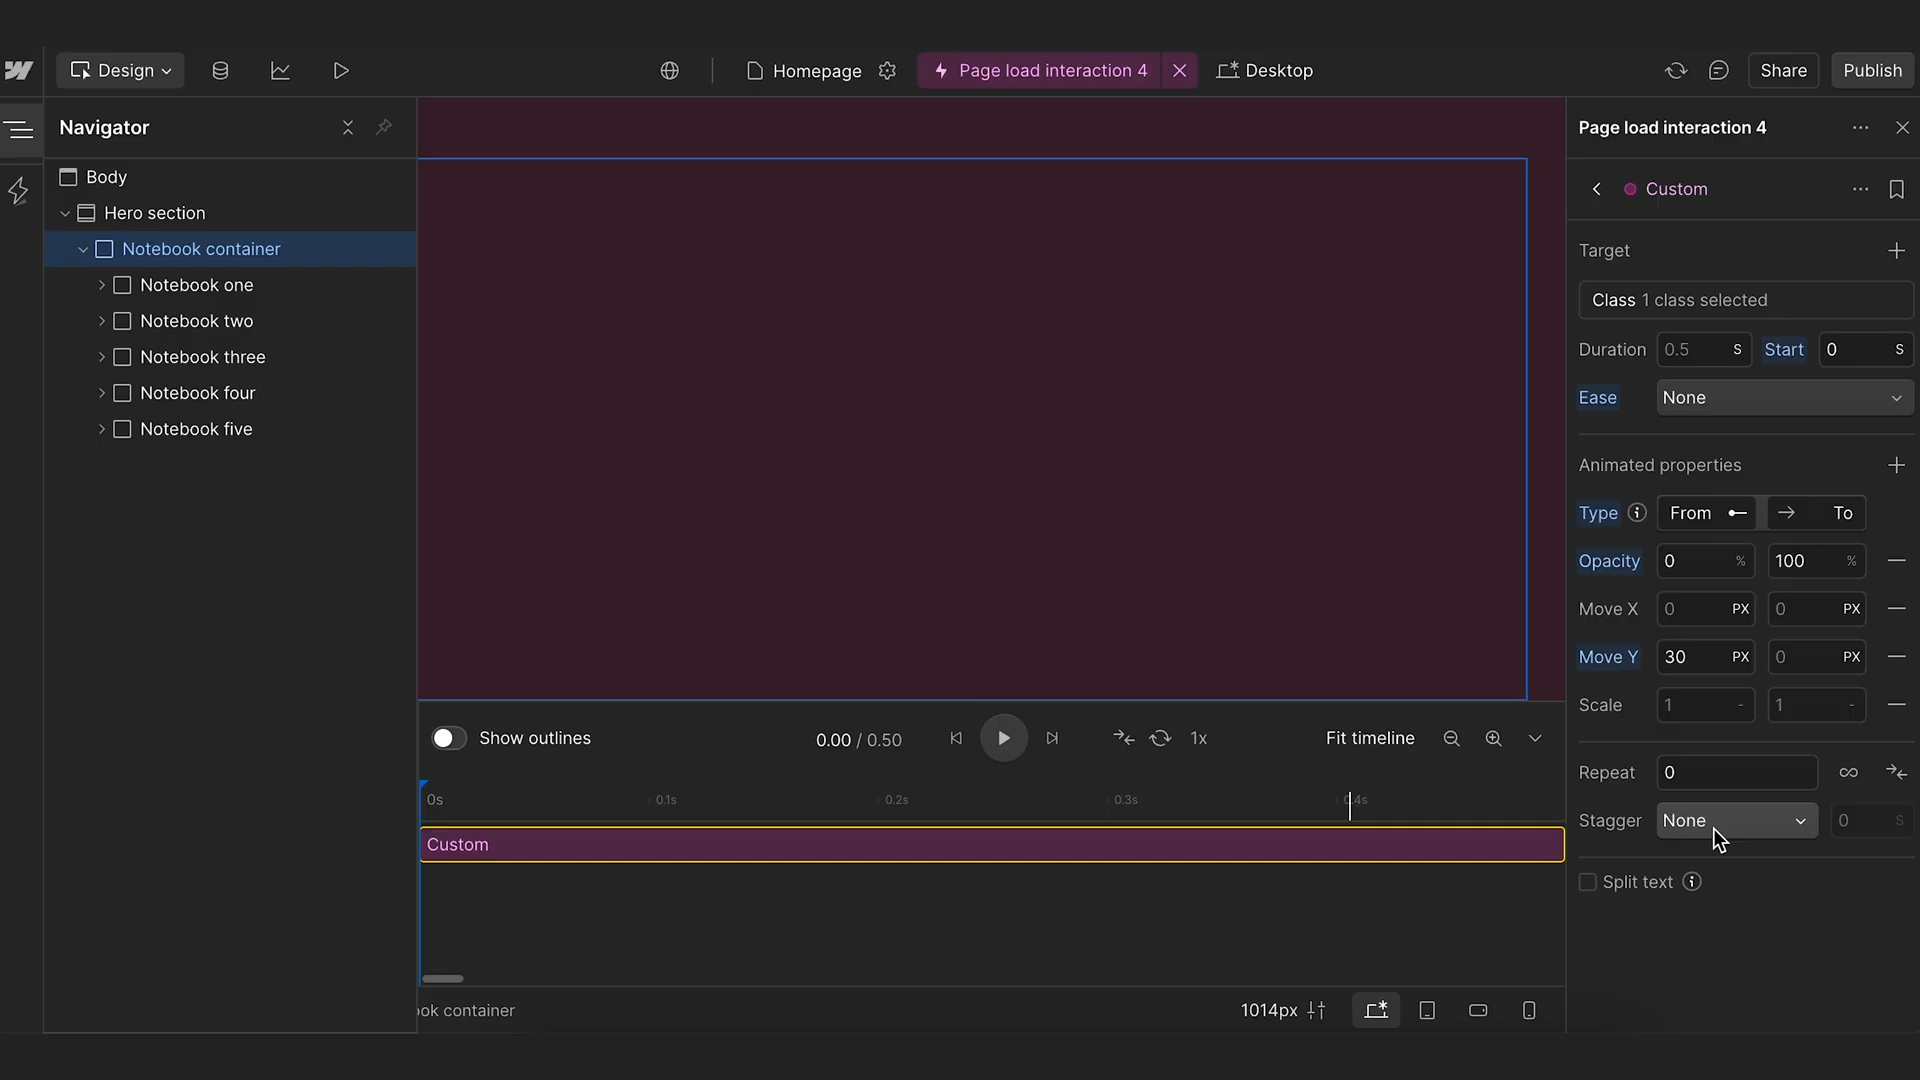 Design
Homepage
Page load interaction 4
Desktop
Share
Publish
Navigator
Body
Hero section
Notebook container
Notebook one
Notebook two
Notebook three
Notebook four
Notebook five
Show outlines
0.00 / 0.50
1x
Fit timeline
0s 0.1s 0.2s 0.3s 0.4s
Custom
ok container
1014px
Page load interaction 4
Custom
Target
Class 1 class selected
Duration 0.5 S Start 0 S
Ease None
Animated properties
Type From To
Opacity 0 % 100 %
Move X 0 PX 0 PX
Move Y 30 PX 0 PX
Scale 1 - 1 -
Repeat 0
Stagger None 0 S
Split text